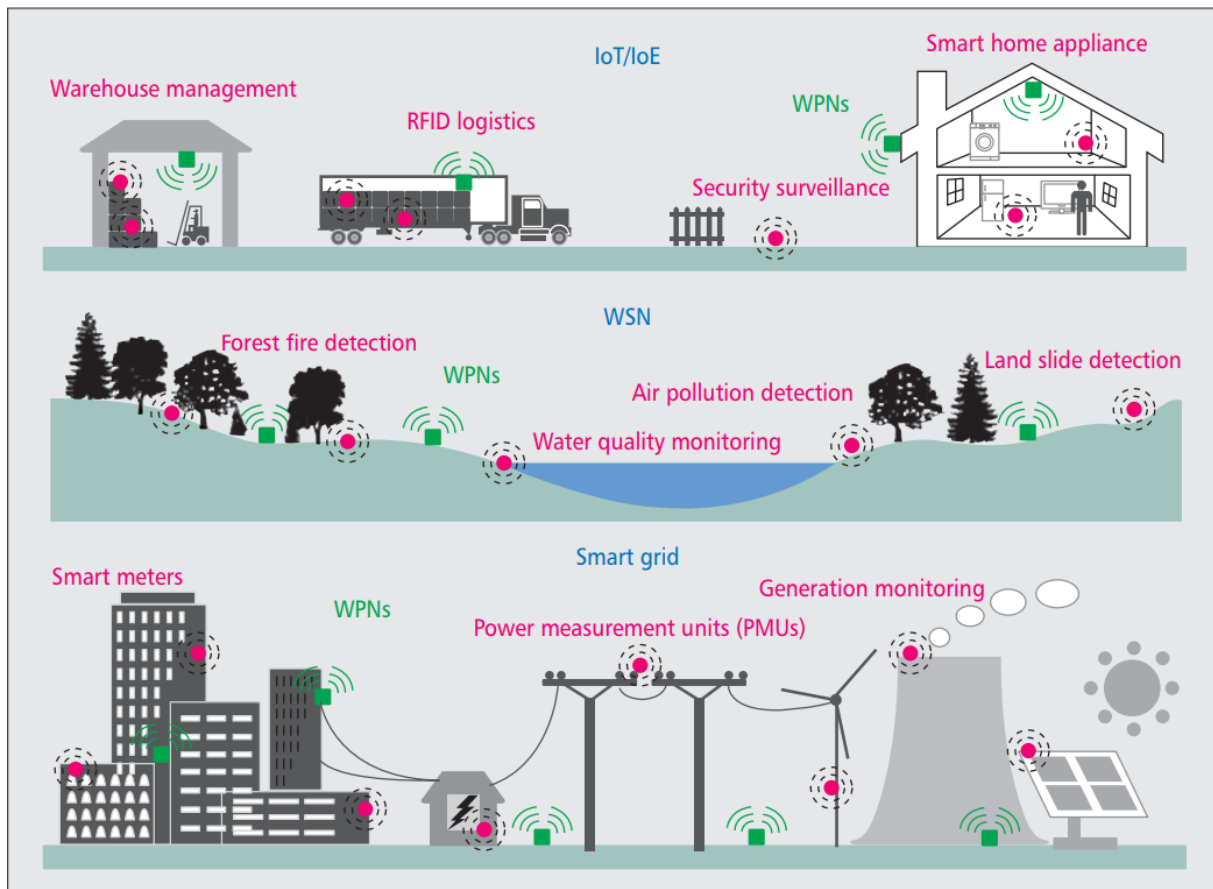 IoT/IoE
Smart home appliance
Warehouse management
WPNs
RFID logistics
Security surveillance
WSN
Forest fire detection
Land slide detection
WPNs
Air pollution detection
Water quality monitoring
Smart grid
Smart meters
Generation monitoring
WPNs
Power measurement units (PMUs)